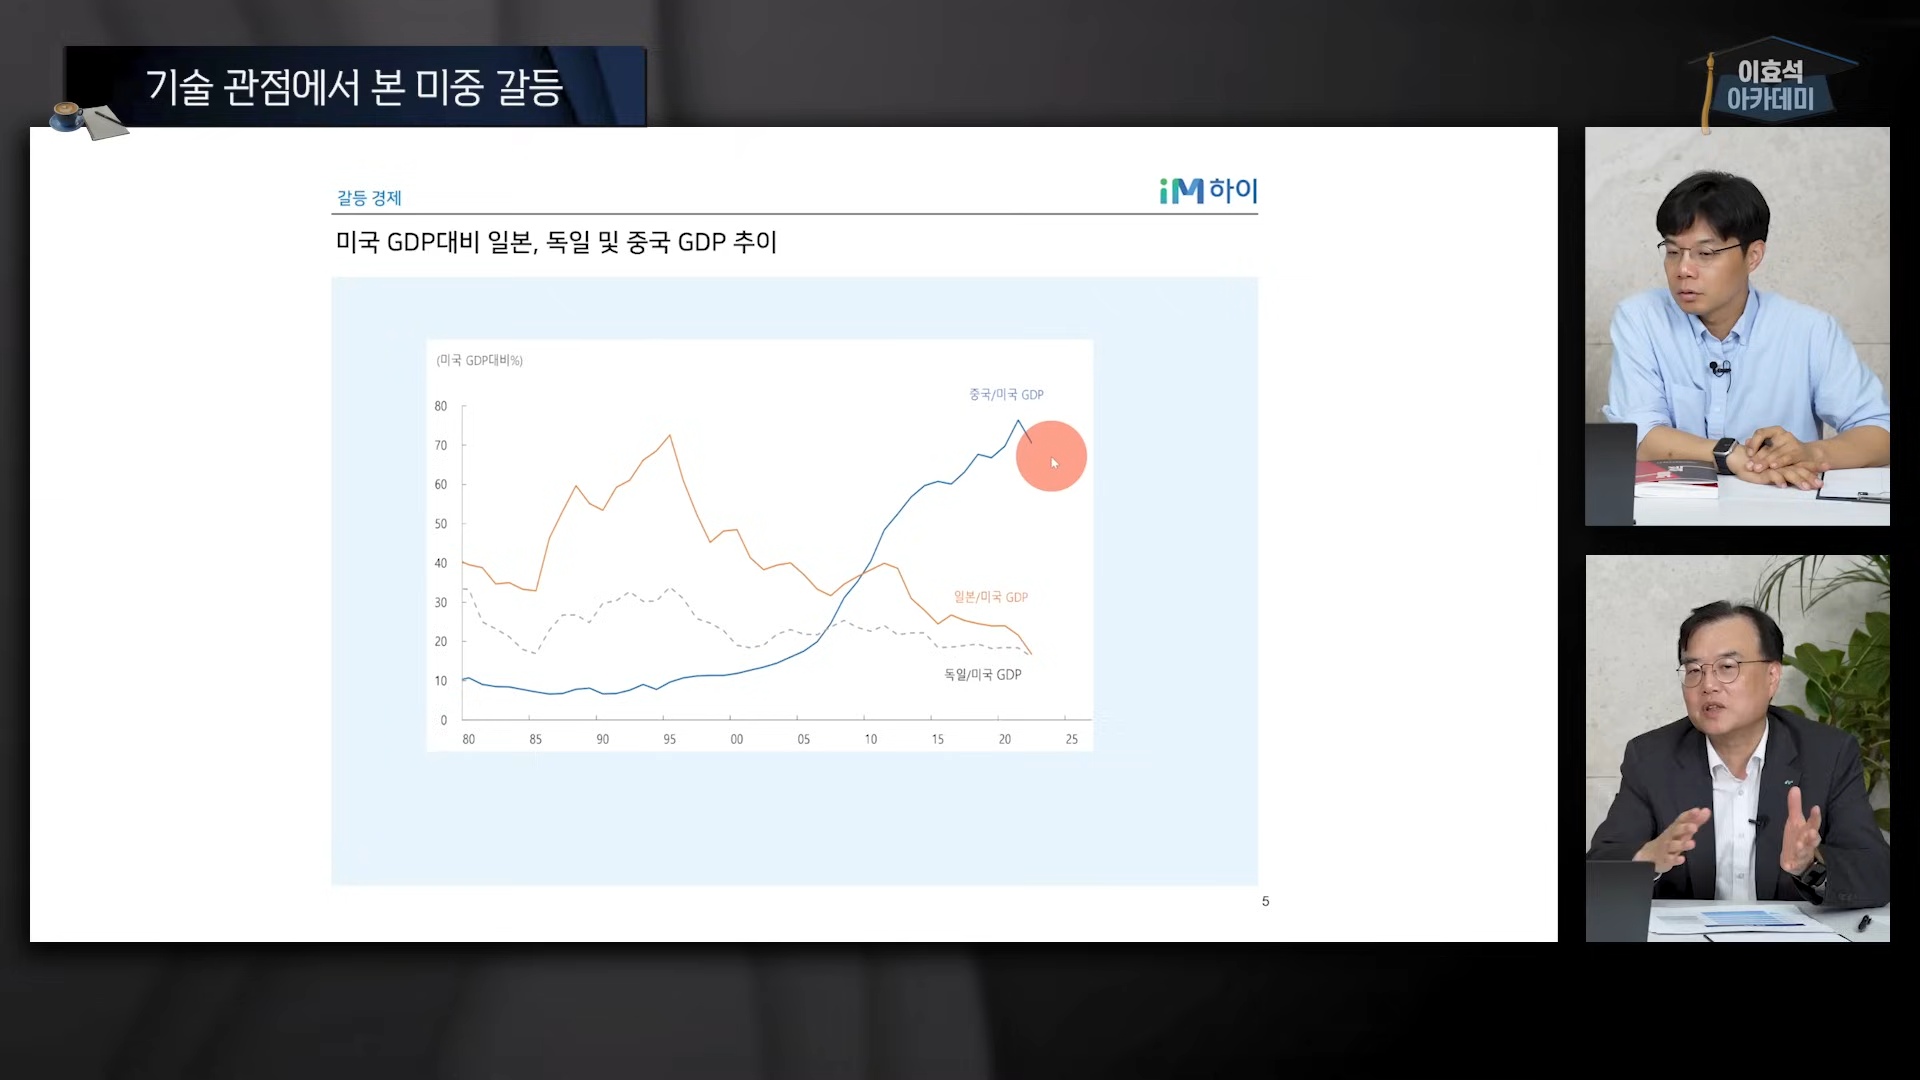 기술 관점에서 본 미중 갈등
이효석
아카데미
갈등 경제
iM하이
미국 GDP대비 일본, 독일 및 중국 GDP 추이
(미국 GDP대비%)
중국/미국 GDP
80
70
60
50
40
30
20
10
0
일본/미국 GDP
독일/미국 GDP
80 85 90 95 00 05 10 15 20 25
5